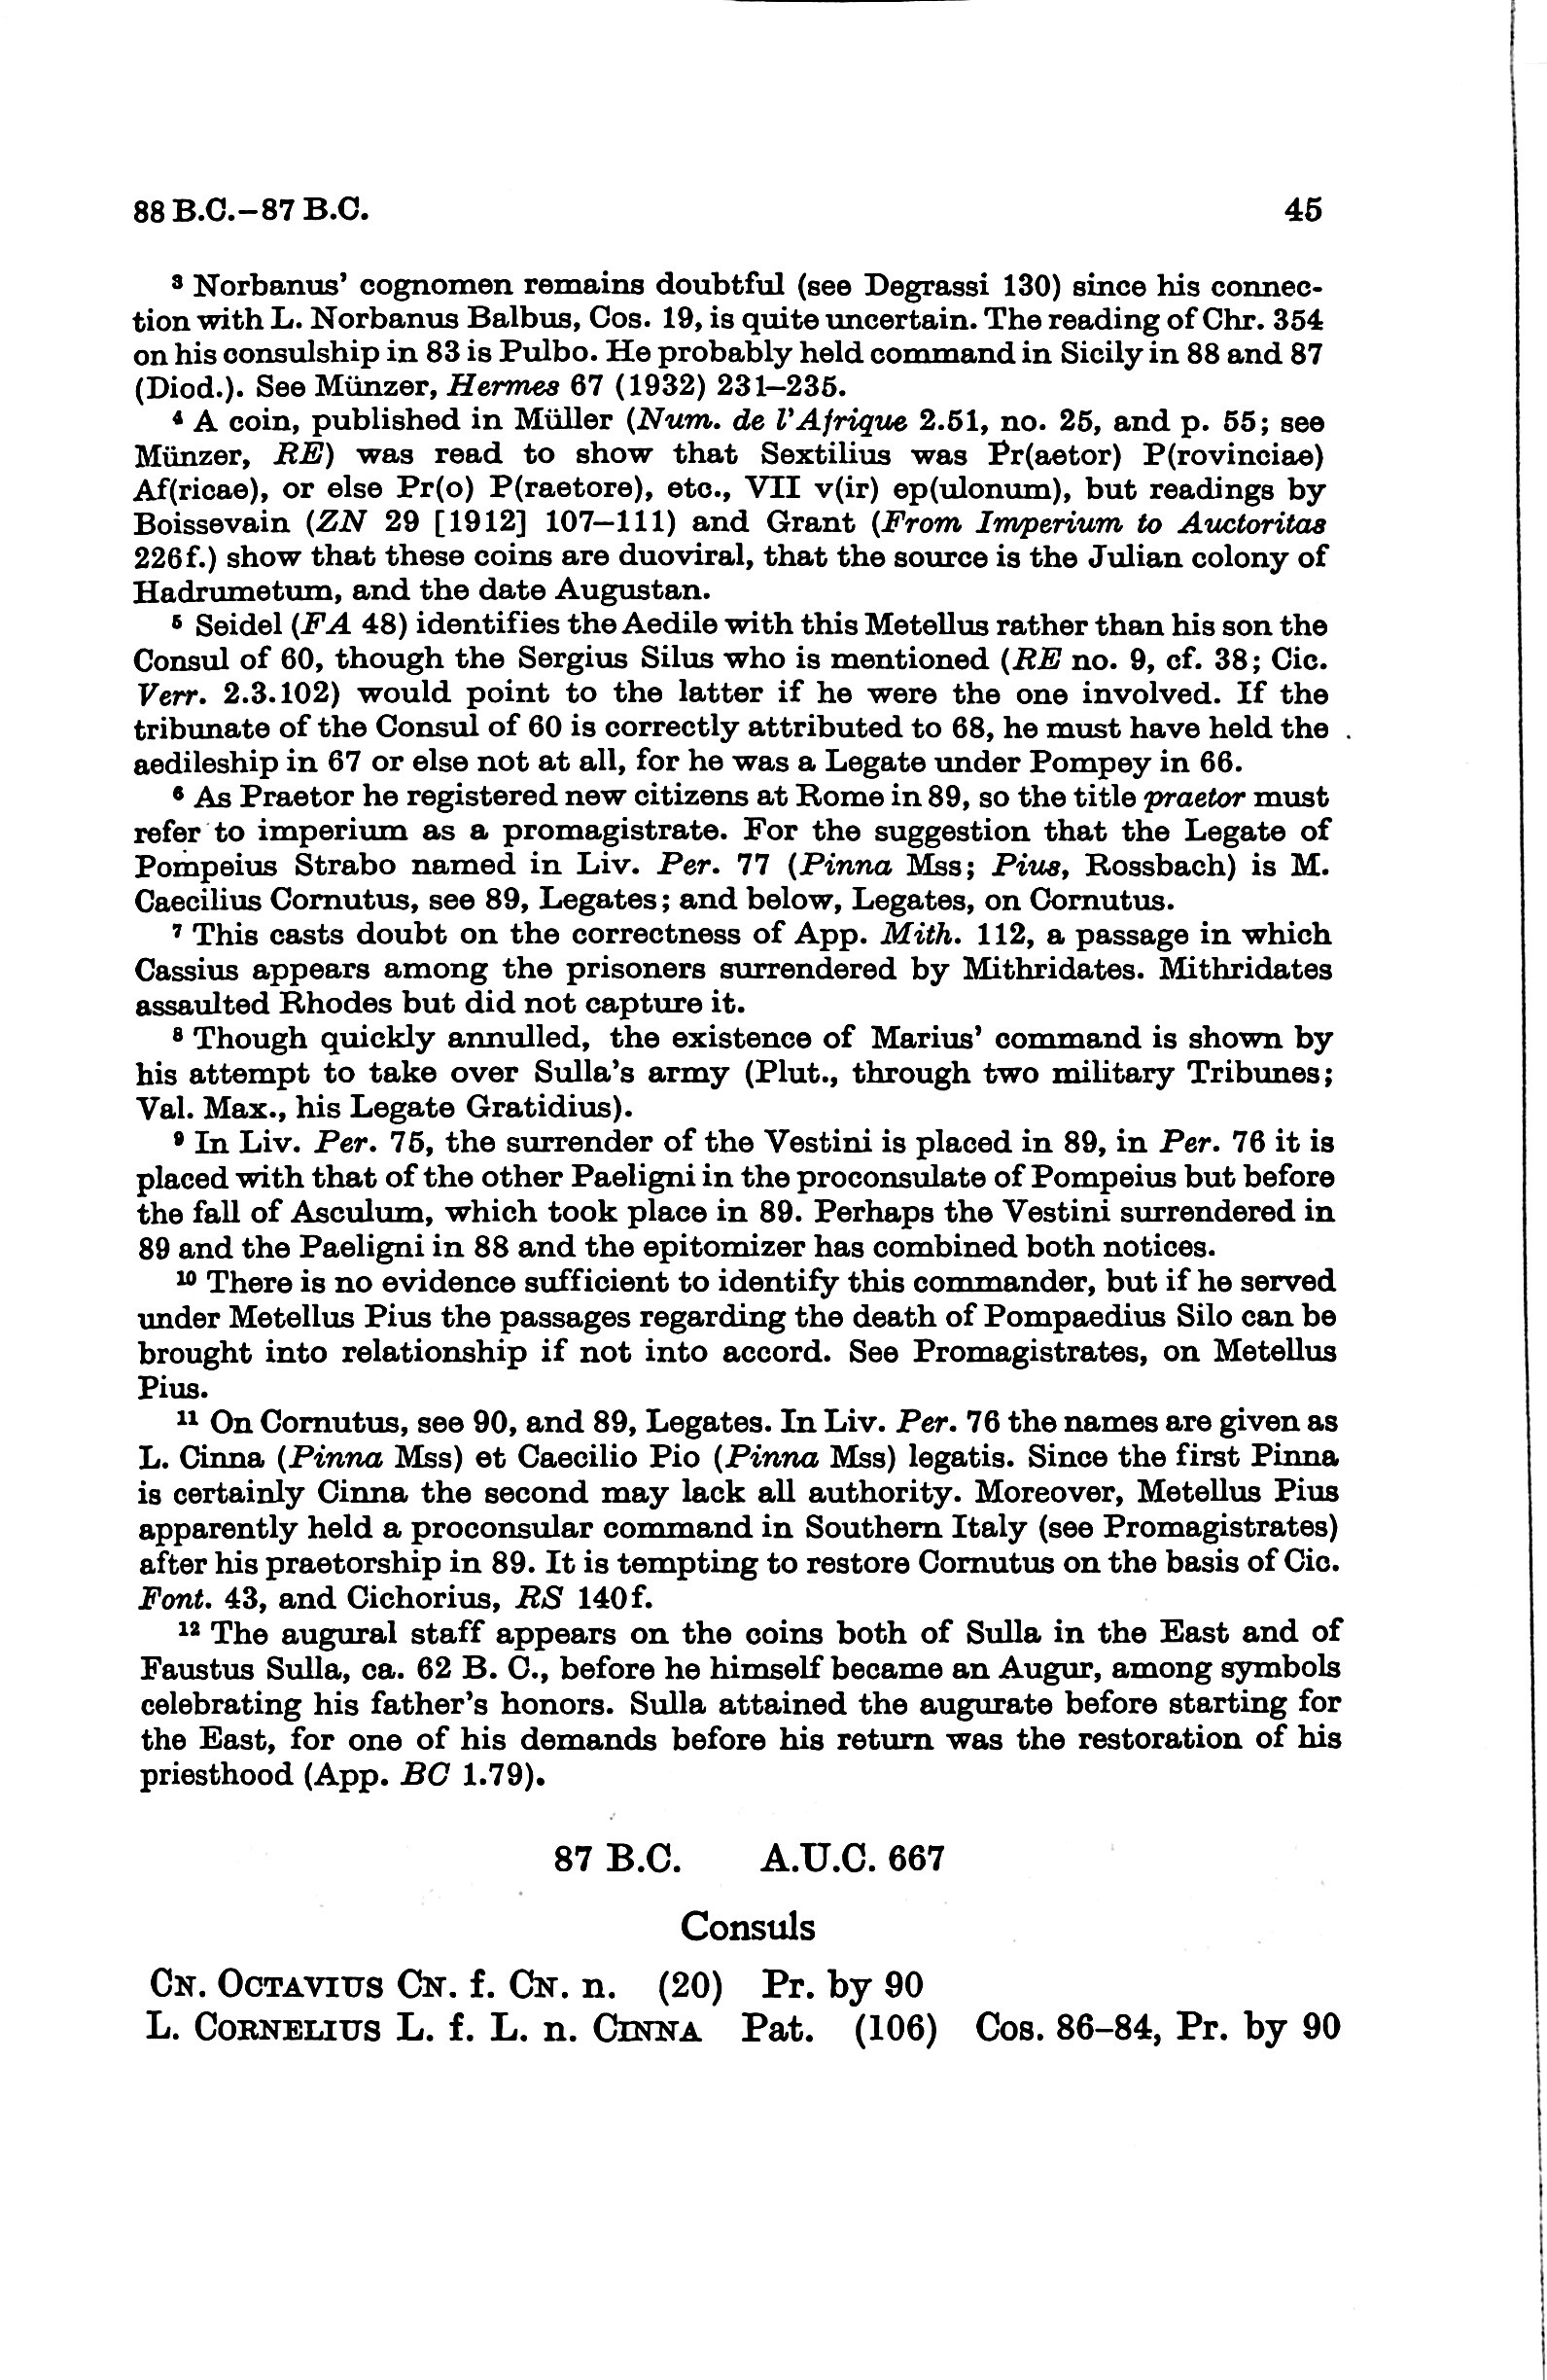 88 B.C.–87 B.C. 45
³ Norbanus’ cognomen remains doubtful (see Degrassi 130) since his connec-
tion with L. Norbanus Balbus, Cos. 19, is quite uncertain. The reading of Chr. 354
on his consulship in 83 is Pulbo. He probably held command in Sicily in 88 and 87
(Diod.). See Münzer, Hermes 67 (1932) 231–235.
⁴ A coin, published in Müller (Num. de l’Afrique 2.51, no. 25, and p. 55; see
Münzer, RE) was read to show that Sextilius was Pr(aetor) P(rovinciae)
Af(ricae), or else Pr(o) P(raetore), etc., VII v(ir) ep(ulonum), but readings by
Boissevain (ZN 29 [1912] 107–111) and Grant (From Imperium to Auctoritas
226f.) show that these coins are duoviral, that the source is the Julian colony of
Hadrumetum, and the date Augustan.
⁵ Seidel (FA 48) identifies the Aedile with this Metellus rather than his son the
Consul of 60, though the Sergius Silus who is mentioned (RE no. 9, cf. 38; Cic.
Verr. 2.3.102) would point to the latter if he were the one involved. If the
tribunate of the Consul of 60 is correctly attributed to 68, he must have held the
aedileship in 67 or else not at all, for he was a Legate under Pompey in 66.
⁶ As Praetor he registered new citizens at Rome in 89, so the title praetor must
refer to imperium as a promagistrate. For the suggestion that the Legate of
Pompeius Strabo named in Liv. Per. 77 (Pinna Mss; Pius, Rossbach) is M.
Caecilius Cornutus, see 89, Legates; and below, Legates, on Cornutus.
⁷ This casts doubt on the correctness of App. Mith. 112, a passage in which
Cassius appears among the prisoners surrendered by Mithridates. Mithridates
assaulted Rhodes but did not capture it.
⁸ Though quickly annulled, the existence of Marius’ command is shown by
his attempt to take over Sulla’s army (Plut., through two military Tribunes;
Val. Max., his Legate Gratidius).
⁹ In Liv. Per. 75, the surrender of the Vestini is placed in 89, in Per. 76 it is
placed with that of the other Paeligni in the proconsulate of Pompeius but before
the fall of Asculum, which took place in 89. Perhaps the Vestini surrendered in
89 and the Paeligni in 88 and the epitomizer has combined both notices.
¹⁰ There is no evidence sufficient to identify this commander, but if he served
under Metellus Pius the passages regarding the death of Pompaedius Silo can be
brought into relationship if not into accord. See Promagistrates, on Metellus
Pius.
¹¹ On Cornutus, see 90, and 89, Legates. In Liv. Per. 76 the names are given as
L. Cinna (Pinna Mss) et Caecilio Pio (Pinna Mss) legatis. Since the first Pinna
is certainly Cinna the second may lack all authority. Moreover, Metellus Pius
apparently held a proconsular command in Southern Italy (see Promagistrates)
after his praetorship in 89. It is tempting to restore Cornutus on the basis of Cic.
Font. 43, and Cichorius, RS 140f.
¹² The augural staff appears on the coins both of Sulla in the East and of
Faustus Sulla, ca. 62 B. C., before he himself became an Augur, among symbols
celebrating his father’s honors. Sulla attained the augurate before starting for
the East, for one of his demands before his return was the restoration of his
priesthood (App. BC 1.79).
87 B.C. A.U.C. 667
Consuls
CN. OCTAVIUS CN. f. CN. n. (20) Pr. by 90
L. CORNELIUS L. f. L. n. CINNA Pat. (106) Cos. 86–84, Pr. by 90